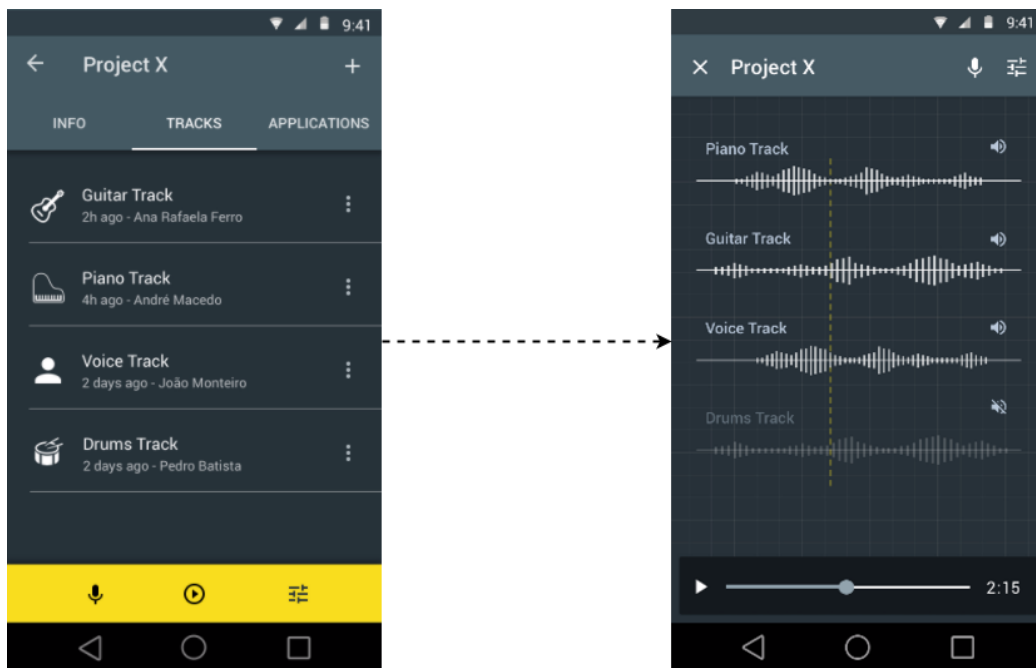 9:41
Project X
INFO TRACKS APPLICATIONS
Guitar Track
2h ago - Ana Rafaela Ferro
Piano Track
4h ago - André Macedo
Voice Track
2 days ago - João Monteiro
Drums Track
2 days ago - Pedro Batista
9:41
Project X
Piano Track
Guitar Track
Voice Track
Drums Track
2:15